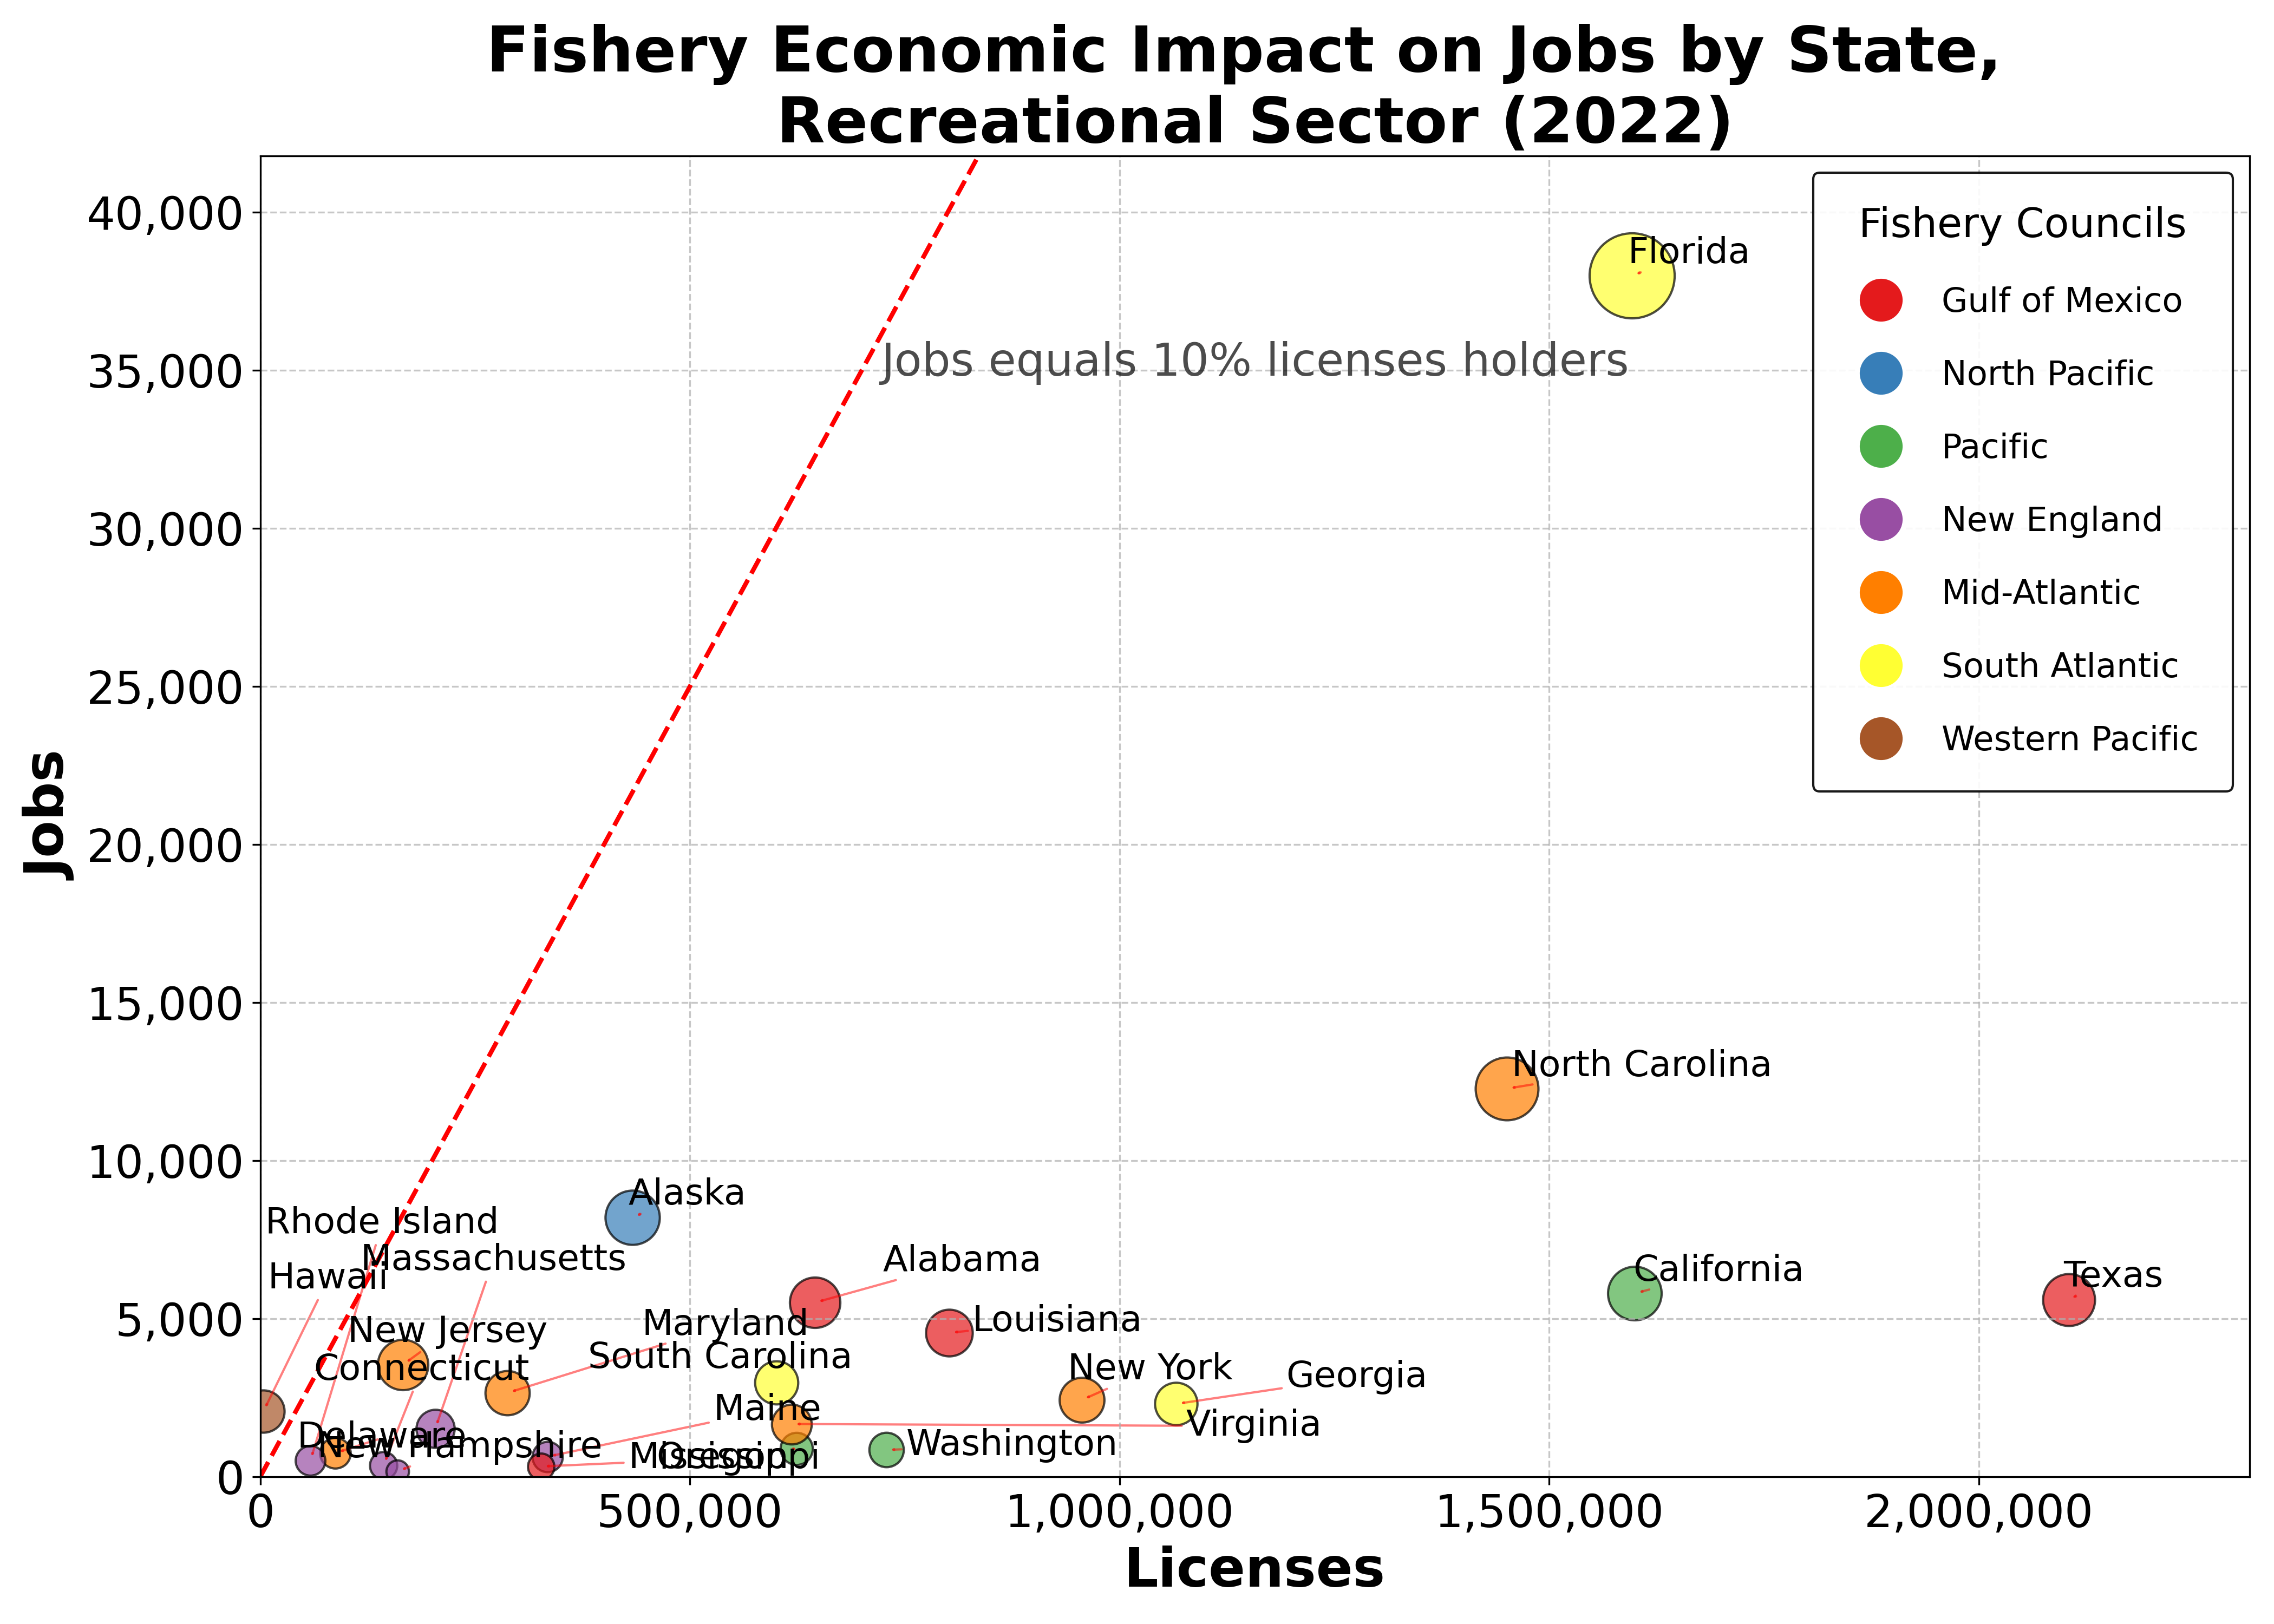 Fishery Economic Impact on Jobs by State,
Recreational Sector (2022)
Jobs
40,000
35,000
30,000
25,000
20,000
15,000
10,000
5,000
0
Fishery Councils
Gulf of Mexico
North Pacific
Pacific
New England
Mid-Atlantic
South Atlantic
Western Pacific
Florida
Jobs equals 10% licenses holders
North Carolina
Alaska
Rhode Island
Massachusetts
Hawaii
Alabama
California
Texas
Louisiana
Maryland
New Jersey
South Carolina
Connecticut
New York
Georgia
Maine
Virginia
Delaware
New Hampshire
Washington
Mississippi
Oregon
0
500,000
1,000,000
1,500,000
2,000,000
Licenses